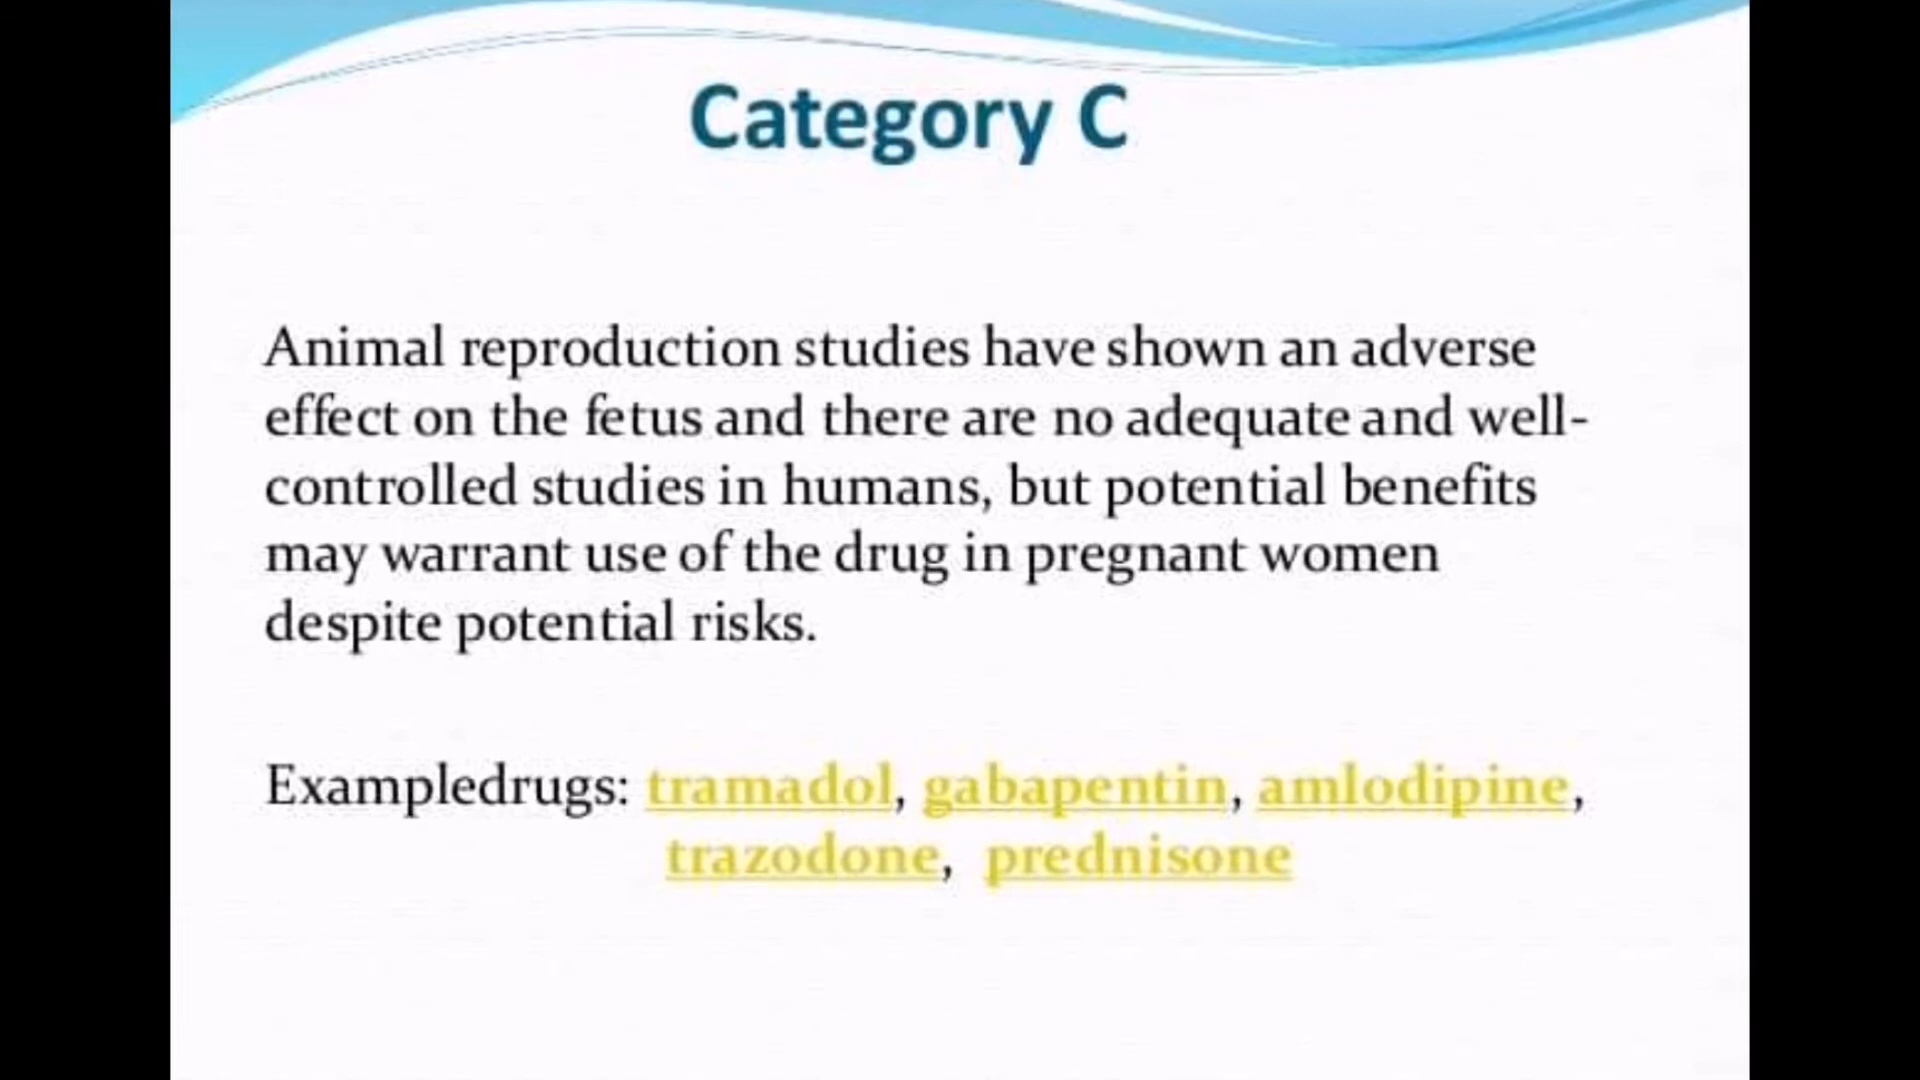 Category C
Animal reproduction studies have shown an adverse
effect on the fetus and there are no adequate and well-
controlled studies in humans, but potential benefits
may warrant use of the drug in pregnant women
despite potential risks.
Exampledrugs: tramadol, gabapentin, amlodipine,
trazodone, prednisone